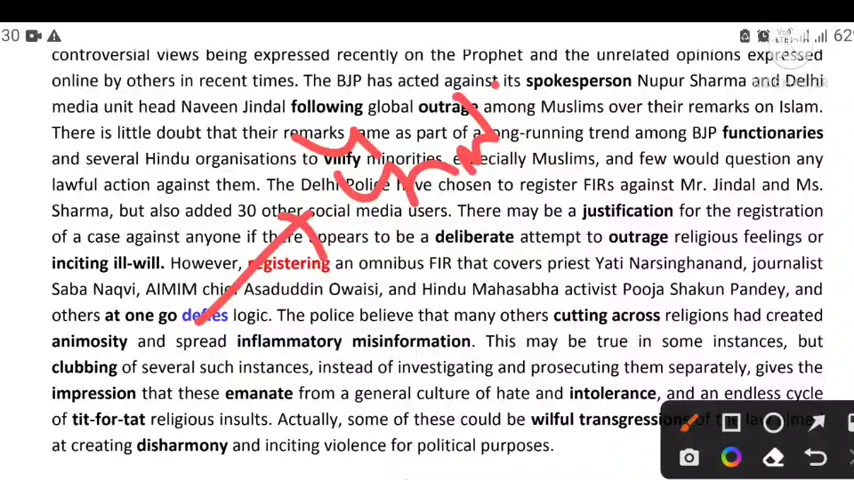 30
62
controversial views being expressed recently on the Prophet and the unrelated opinions expressed
online by others in recent times. The BJP has acted against its spokesperson Nupur Sharma and Delhi
media unit head Naveen Jindal following global outrage among Muslims over their remarks on Islam.
There is little doubt that their remarks came as part of a long-running trend among BJP functionaries
and several Hindu organisations to vilify minorities, especially Muslims, and few would question any
lawful action against them. The Delhi Police have chosen to register FIRs against Mr. Jindal and Ms.
Sharma, but also added 30 other social media users. There may be a justification for the registration
of a case against anyone if there appears to be a deliberate attempt to outrage religious feelings or
inciting ill-will. However, registering an omnibus FIR that covers priest Yati Narsinghanand, journalist
Saba Naqvi, AIMIM chief Asaduddin Owaisi, and Hindu Mahasabha activist Pooja Shakun Pandey, and
others at one go defies logic. The police believe that many others cutting across religions had created
animosity and spread inflammatory misinformation. This may be true in some instances, but
clubbing of several such instances, instead of investigating and prosecuting them separately, gives the
impression that these emanate from a general culture of hate and intolerance, and an endless cycle
of tit-for-tat religious insults. Actually, some of these could be wilful transgressions of the law aimed
at creating disharmony and inciting violence for political purposes.